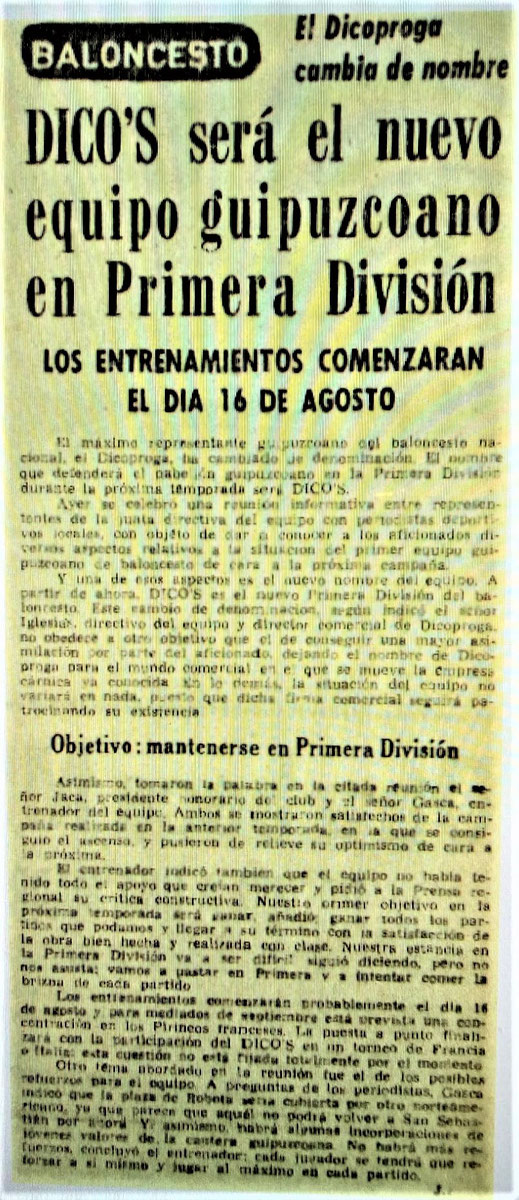 BALONCESTO
El Dicoproga
cambia de nombre
DICO'S será el nuevo
equipo guipuzcoano
en Primera División
LOS ENTRENAMIENTOS COMENZARAN
EL DIA 16 DE AGOSTO
El máximo representante guipuzcoano del baloncesto na-
cional, el Dicoproga, ha cambiado de denominación. El nombre
que defenderá el pabellón guipuzcoano en la Primera División
durante la próxima temporada será DICO'S.
Ayer se celebró una reunión informativa entre represen-
tantes de la junta directiva del equipo con periodistas deporti-
vos locales, con objeto de dar a conocer a los aficionados di-
versos aspectos relativos a la situación del primer equipo gui-
puzcoano de baloncesto de cara a la próxima campaña.
Y una de esos aspectos es el nuevo nombre del equipo. A
partir de ahora, DICO'S es el nuevo Primera División del ba-
loncesto. Este cambio de denominación, según indicó el señor
Iglesias, directivo del equipo y director comercial de Dicoproga,
no obedece a otro objetivo que el de conseguir una mayor asi-
milación por parte del aficionado, dejando el nombre de Dico-
proga para el mundo comercial en el que se mueve la empresa
cárnica ya conocida. En lo demás, la situación del equipo no
variará en nada, puesto que dicha firma comercial seguirá pa-
trocinando su existencia.
Objetivo: mantenerse en Primera División
Asimismo, tomaron la palabra en la citada reunión el se-
ñor Jaca, presidente honorario del club y el señor Gasca, en-
trenador del equipo. Ambos se mostraron satisfechos de la cam-
paña realizada en la anterior temporada, en la que se consi-
guió el ascenso, y pusieron de relieve su optimismo de cara a
la próxima.
El entrenador indicó también que el equipo no había te-
nido todo el apoyo que creían merecer y pidió a la Prensa re-
gional su crítica constructiva. Nuestro primer objetivo en la
próxima temporada será ganar, añadió; ganar todos los par-
tidos que podamos y llegar a su término con la satisfacción de
la obra bien hecha y realizada con clase. Nuestra estancia en
la Primera División va a ser difícil, siguió diciendo, pero no
nos asusta; vamos a pastar en Primera y a intentar comer la
brizna de cada partido.
Los entrenamientos comenzarán probablemente el día 16
de agosto y para mediados de septiembre está prevista una con-
centración en los Pirineos franceses. La puesta a punto finali-
zará con la participación del DICO'S en un torneo de Francia
o Italia; esta cuestión no está fijada totalmente por el momento
Otro tema abordado en la reunión fue el de los posibles
refuerzos para el equipo. A preguntas de los periodistas, Gasca
indicó que la plaza de Robota sería cubierta por otro norteame-
ricano, ya que parece que aquél no podrá volver a San Sebas-
tián por ahora. Y, asimismo, habrá algunas incorporaciones de
jóvenes valores de la cantera guipuzcoana. No habrá más re-
fuerzos, concluyó el entrenador; cada jugador se tendrá que re-
forzar a sí mismo y jugar al máximo en cada partido.